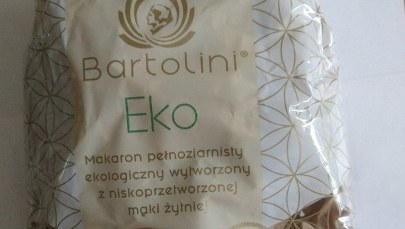 Bartolini®
Eko
Makaron pełnoziarnisty
ekologiczny wytworzony
z niskoprzetworzonej
mąki żytniej